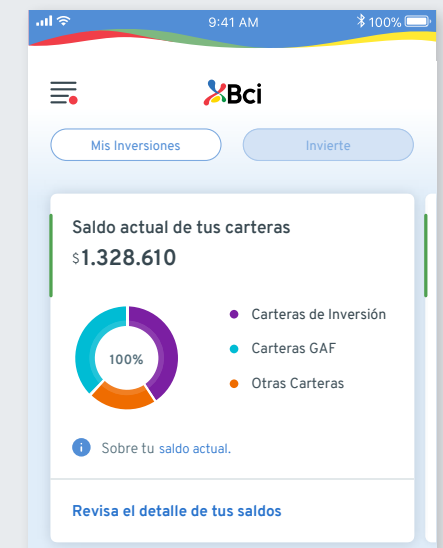 9:41 AM
100%
Bci
Mis Inversiones
Invierte
Saldo actual de tus carteras
$1.328.610
100%
Carteras de Inversión
Carteras GAF
Otras Carteras
i Sobre tu saldo actual.
Revisa el detalle de tus saldos